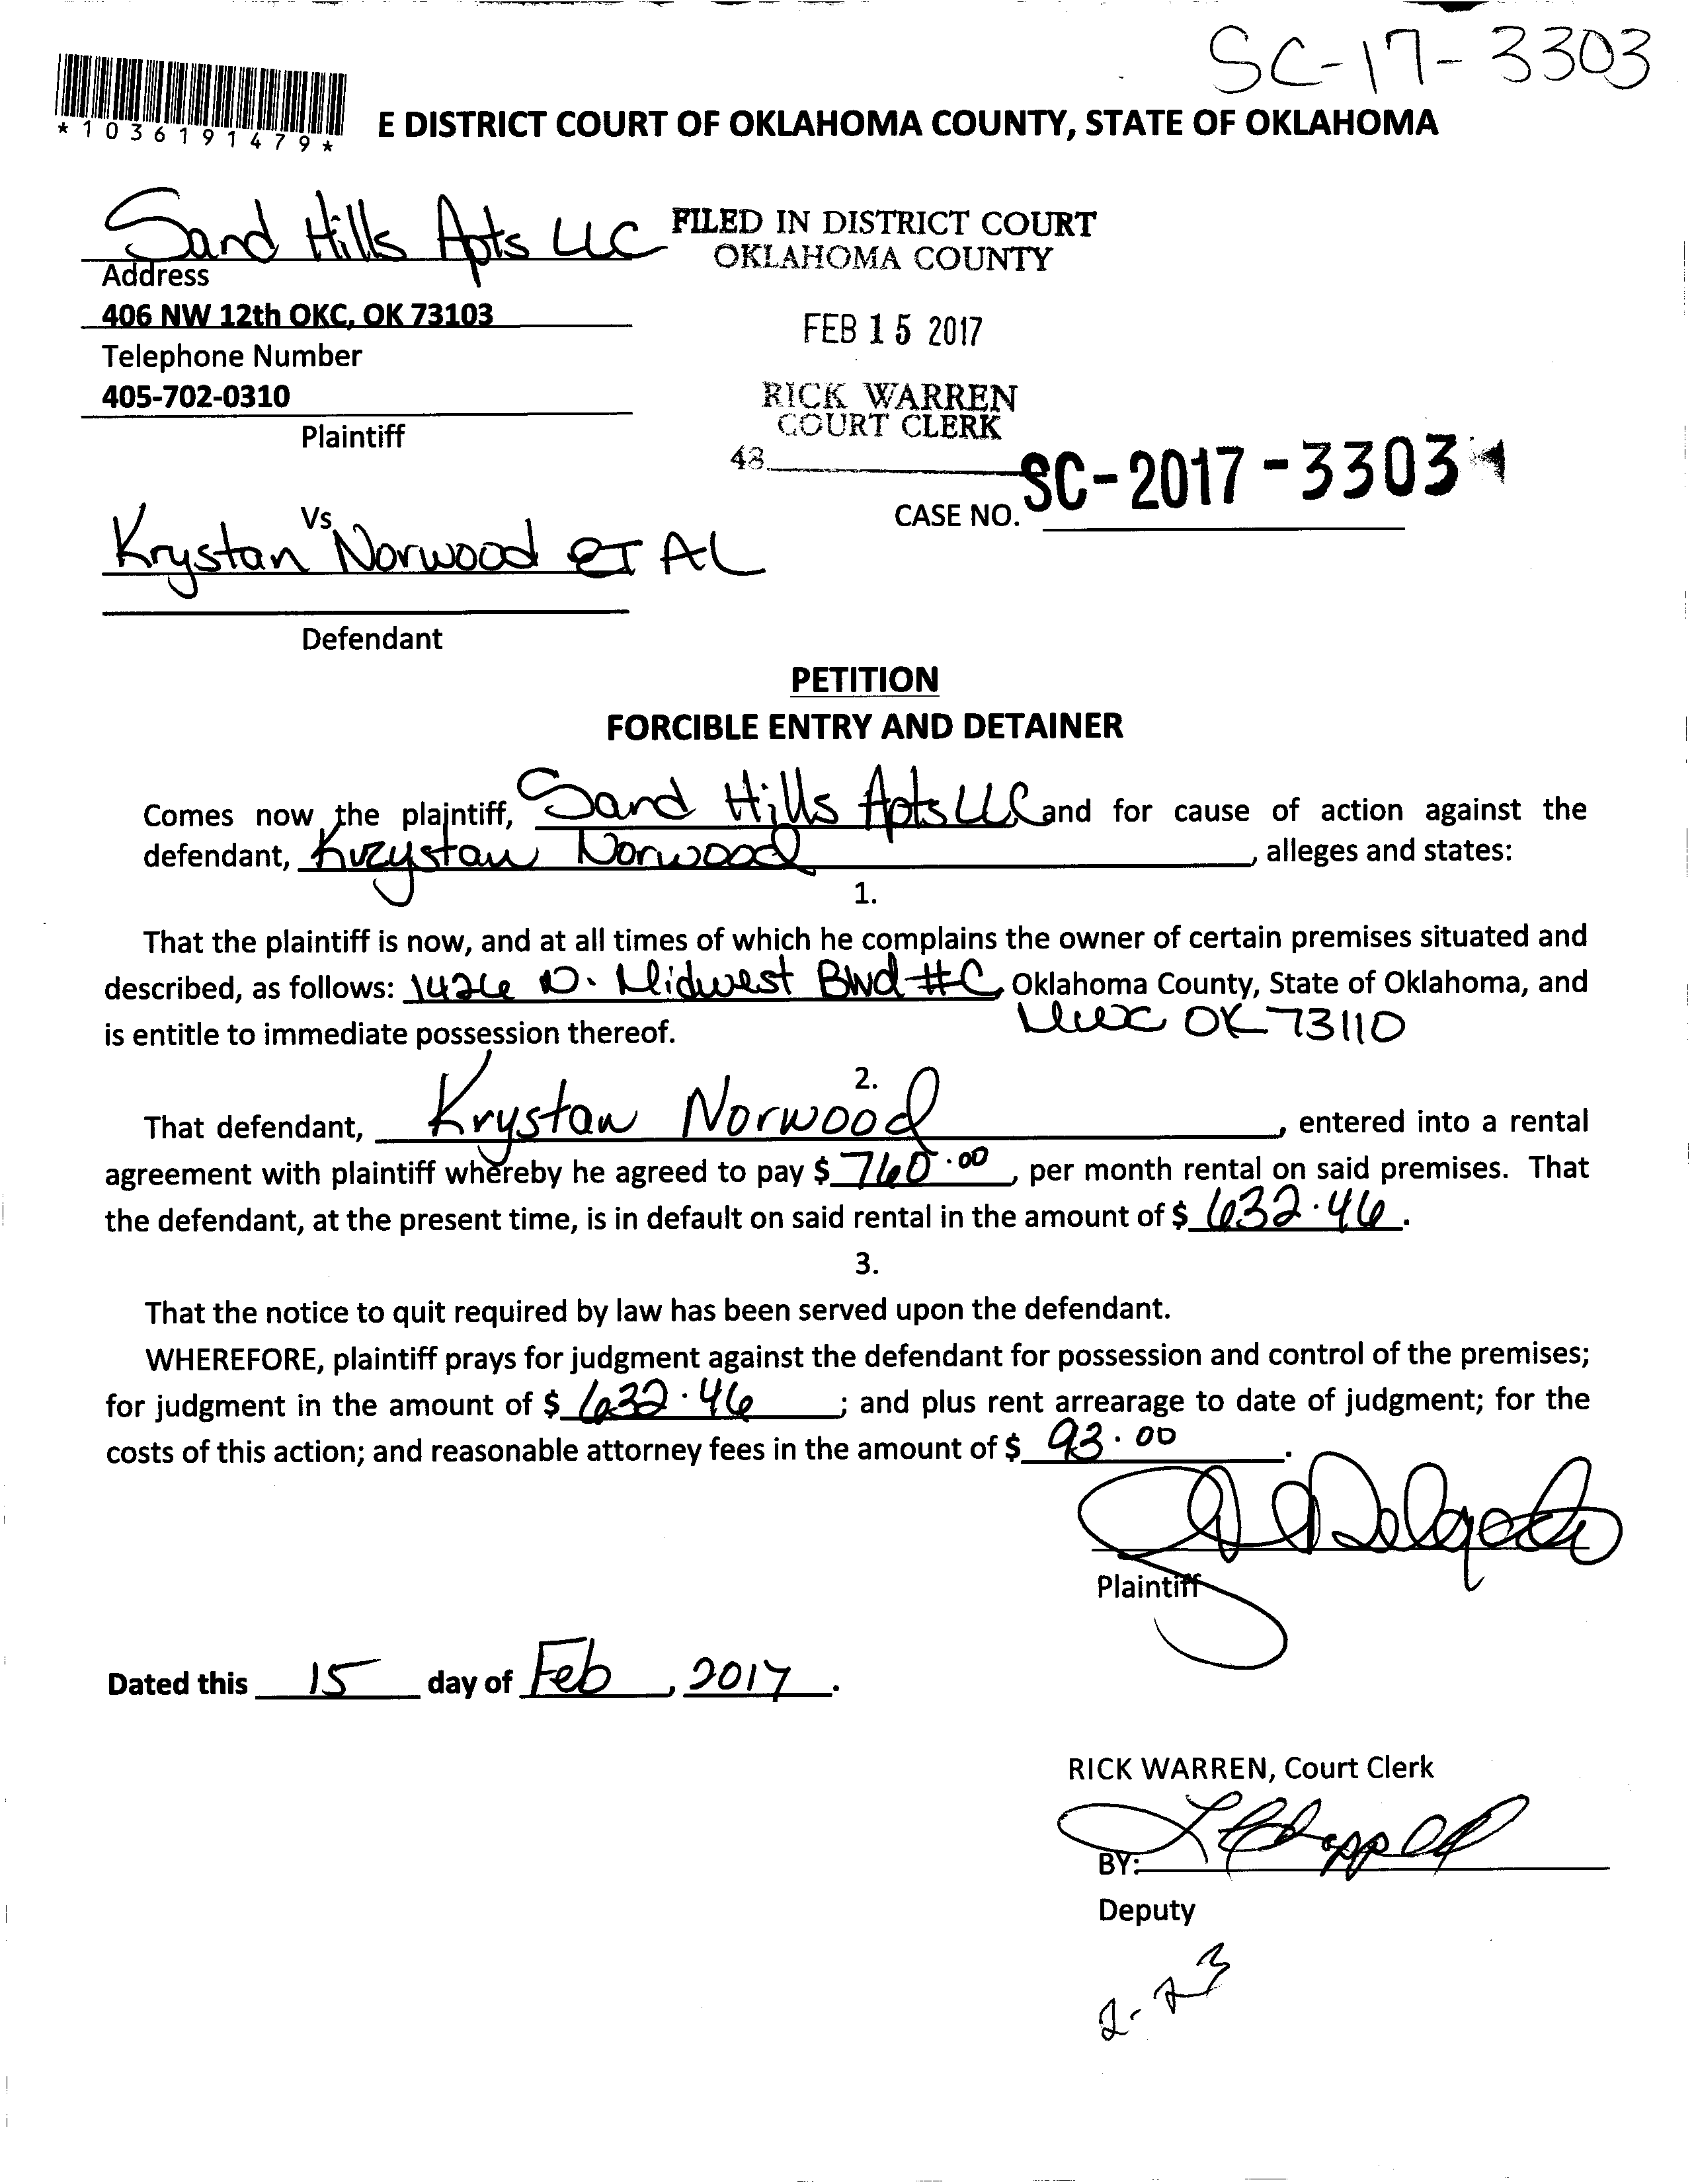 SC-17-3303
*1036191479*
E DISTRICT COURT OF OKLAHOMA COUNTY, STATE OF OKLAHOMA
Sand Hills Apts LLC
Address
406 NW 12th OKC, OK 73103
Telephone Number
405-702-0310
Plaintiff
FILED IN DISTRICT COURT
OKLAHOMA COUNTY
FEB 15 2017
RICK WARREN
COURT CLERK
48
CASE NO. SC-2017-3303
Vs
Krystan Norwood ET AL
Defendant
PETITION
FORCIBLE ENTRY AND DETAINER
Comes now the plaintiff, Sand Hills Apts LLC and for cause of action against the
defendant, Krystan Norwood, alleges and states:
1.
That the plaintiff is now, and at all times of which he complains the owner of certain premises situated and
described, as follows: 1426 N. Midwest Blvd #C, Oklahoma County, State of Oklahoma, and
is entitle to immediate possession thereof. MWC OK 73110
2.
That defendant, Krystan Norwood, entered into a rental
agreement with plaintiff whereby he agreed to pay $ 760.00, per month rental on said premises. That
the defendant, at the present time, is in default on said rental in the amount of $ 632.46.
3.
That the notice to quit required by law has been served upon the defendant.
WHEREFORE, plaintiff prays for judgment against the defendant for possession and control of the premises;
for judgment in the amount of $ 632.46; and plus rent arrearage to date of judgment; for the
costs of this action; and reasonable attorney fees in the amount of $ 93.00.
Delgado
Plaintiff
Dated this 15 day of Feb, 2017.
RICK WARREN, Court Clerk
BY:
Deputy
2-23